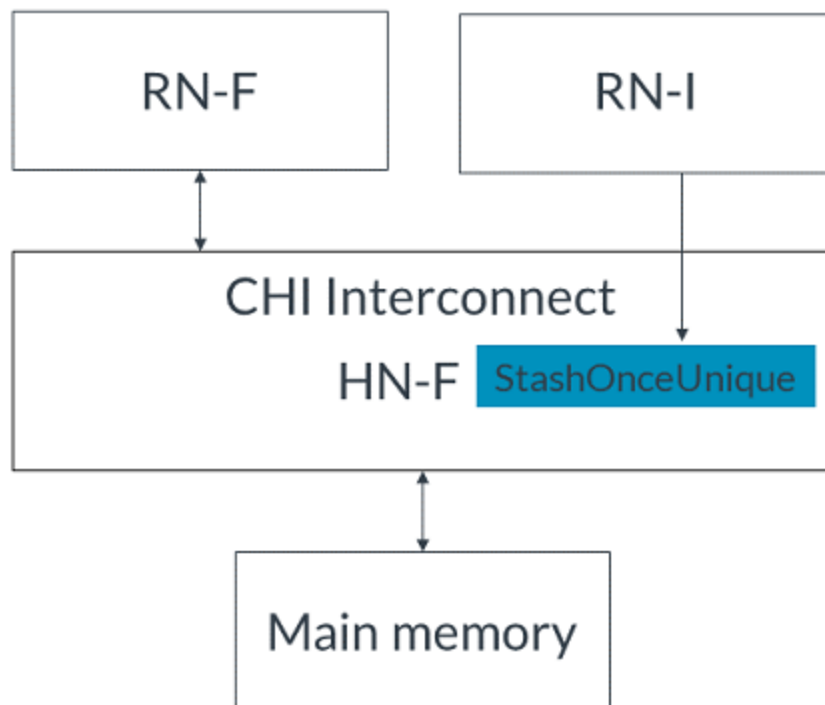 RN-F
RN-I
CHI Interconnect
HN-F StashOnceUnique
Main memory